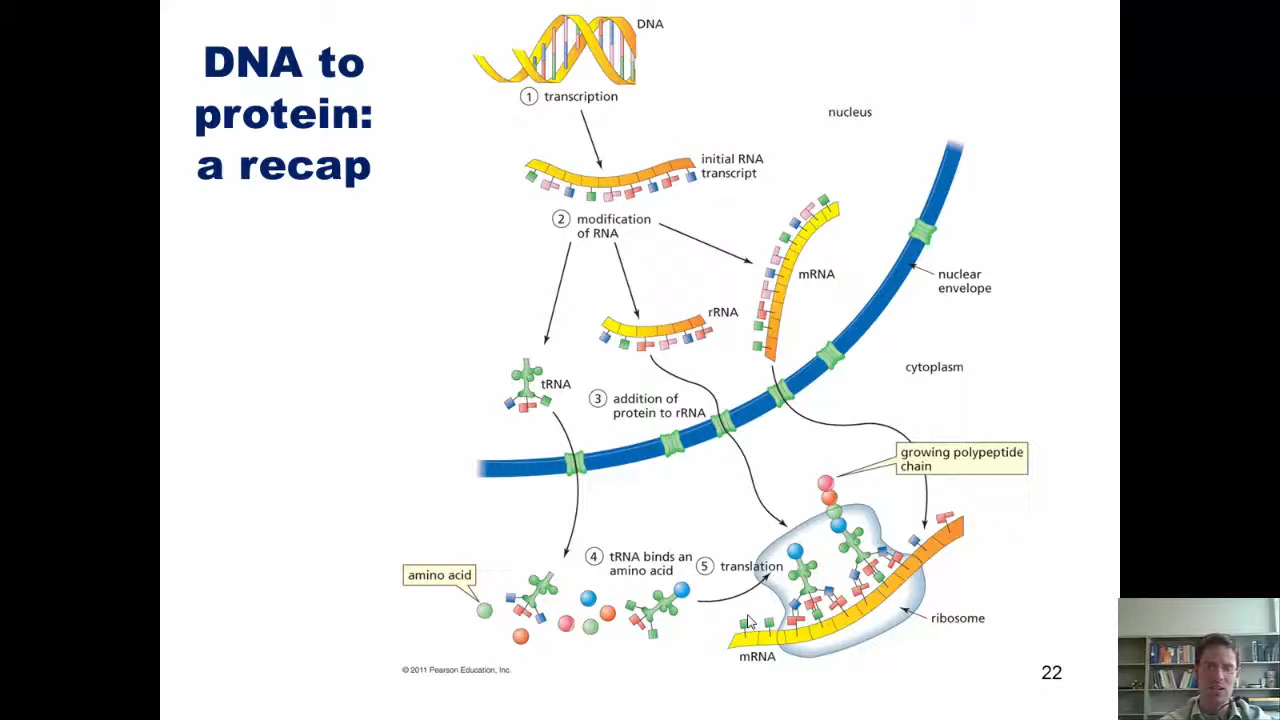 DNA to
protein:
a recap
DNA
1 transcription
nucleus
initial RNA
transcript
2 modification
of RNA
mRNA
nuclear
envelope
rRNA
cytoplasm
tRNA
3 addition of
protein to rRNA
growing polypeptide
chain
4 tRNA binds an
amino acid
5 translation
amino acid
ribosome
mRNA
© 2011 Pearson Education, Inc.
22